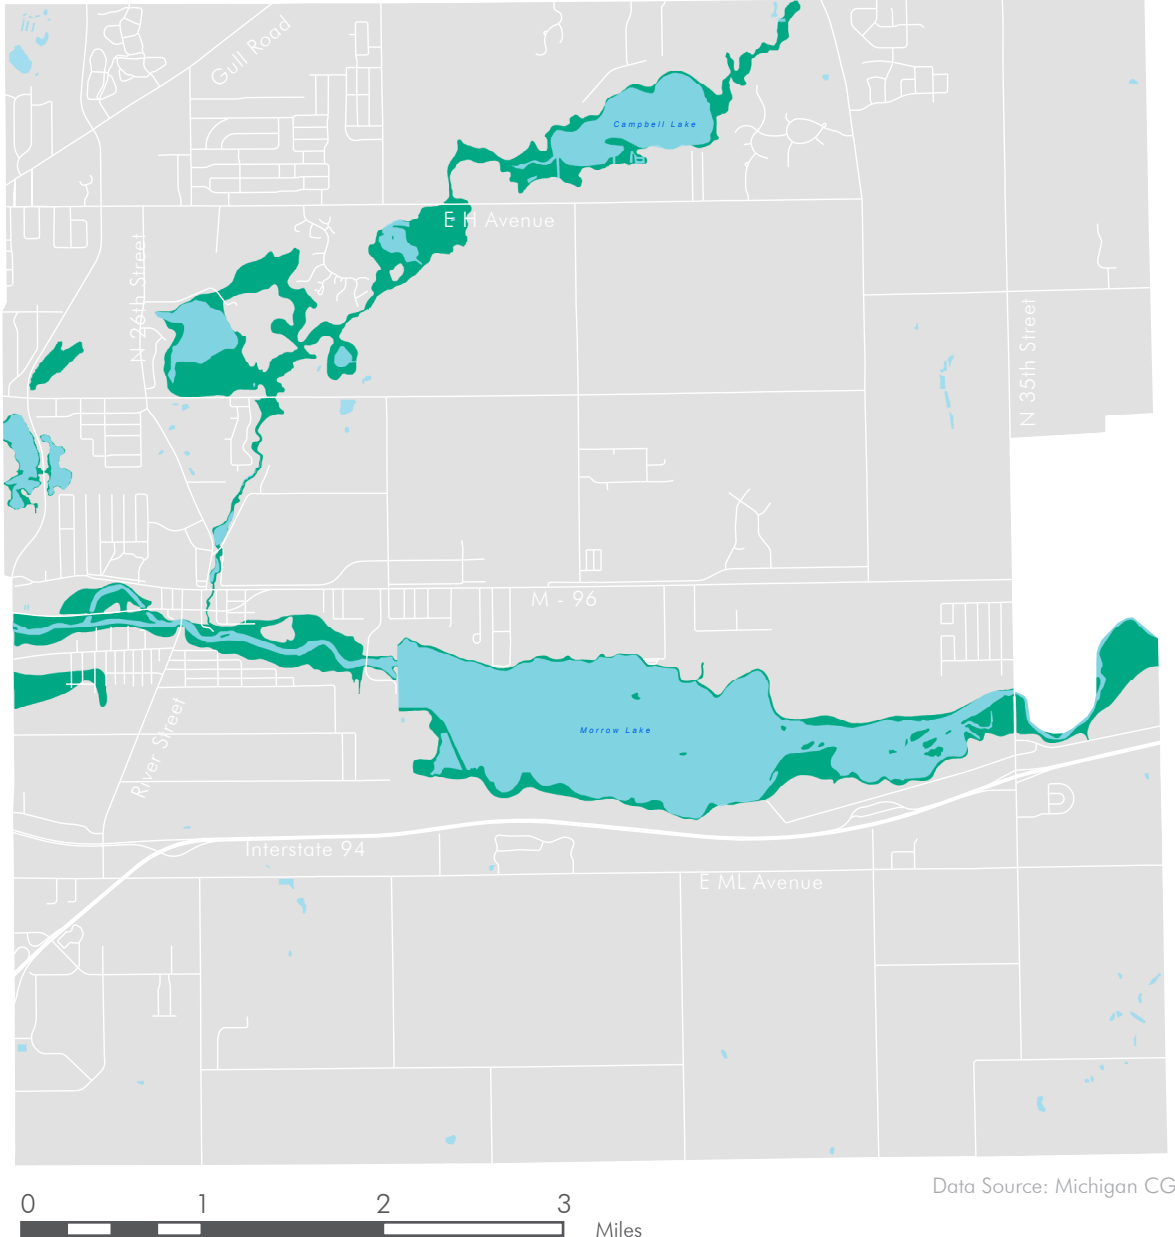 Gull Road
Campbell Lake
E H Avenue
N 26th Street
N 35th Street
M - 96
Morrow Lake
River Street
Interstate 94
E ML Avenue
Data Source: Michigan CG
0 1 2 3
Miles